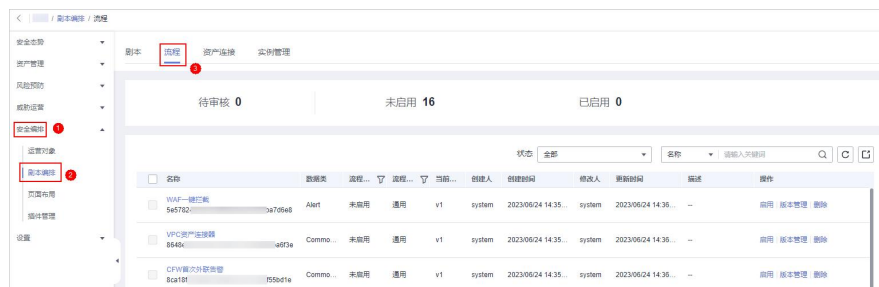 / 剧本编排 / 流程
安全态势
资产管理
风险预防
威胁运营
安全编排 1
运营对象
剧本编排 2
页面布局
插件管理
设置
剧本 流程 资产连接 实例管理
3
待审核 0 未启用 16 已启用 0
状态 全部 名称 请输入关键词
名称 数据类 流程... 流程... 当前... 创建人 创建时间 修改人 更新时间 描述 操作
WAF一键拦截
5e5782- ba7d6e8 Alert 未启用 通用 v1 system 2023/06/24 14:35... system 2023/06/24 14:36... -- 启用 版本管理 删除
VPC资产连接器
8648 a6f3e Commo... 未启用 通用 v1 system 2023/06/24 14:35... system 2023/06/24 14:36... -- 启用 版本管理 删除
CFW首次外联告警
8ca18f f55bd1e Commo... 未启用 通用 v1 system 2023/06/24 14:35... system 2023/06/24 14:36... -- 启用 版本管理 删除